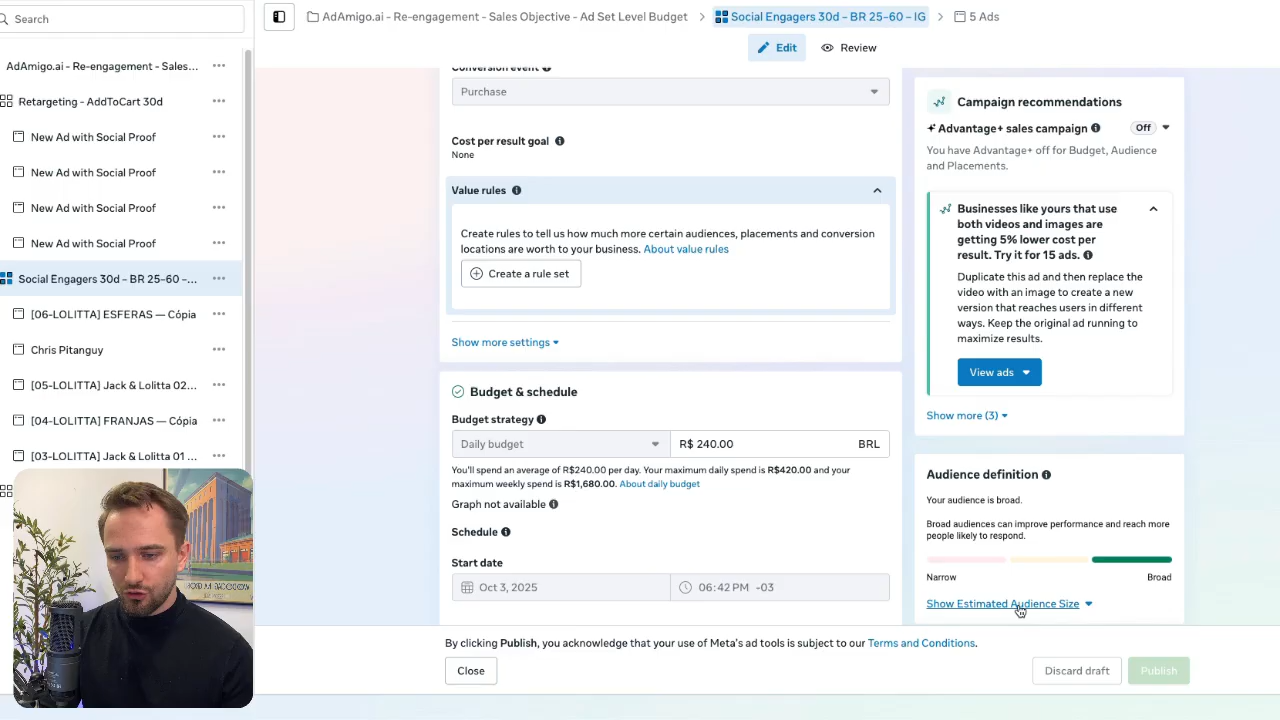 Search
AdAmigo.ai - Re-engagement - Sales Objective - Ad Set Level Budget
Social Engagers 30d – BR 25-60 – IG
5 Ads
Edit
Review
AdAmigo.ai - Re-engagement - Sales...
Retargeting - AddToCart 30d
New Ad with Social Proof
New Ad with Social Proof
New Ad with Social Proof
New Ad with Social Proof
Social Engagers 30d – BR 25-60 –...
[06-LOLITTA] ESFERAS — Cópia
Chris Pitanguy
[05-LOLITTA] Jack & Lolitta 02...
[04-LOLITTA] FRANJAS — Cópia
[03-LOLITTA] Jack & Lolitta 01 ...
Conversion event
Purchase
Cost per result goal
None
Value rules
Create rules to tell us how much more certain audiences, placements and conversion
locations are worth to your business. About value rules
Create a rule set
Show more settings
Budget & schedule
Budget strategy
Daily budget
R$ 240.00
BRL
You'll spend an average of R$240.00 per day. Your maximum daily spend is R$420.00 and your
maximum weekly spend is R$1,680.00. About daily budget
Graph not available
Schedule
Start date
Oct 3, 2025
06:42 PM -03
Campaign recommendations
Advantage+ sales campaign
Off
You have Advantage+ off for Budget, Audience
and Placements.
Businesses like yours that use
both videos and images are
getting 5% lower cost per
result. Try it for 15 ads.
Duplicate this ad and then replace the
video with an image to create a new
version that reaches users in different
ways. Keep the original ad running to
maximize results.
View ads
Show more (3)
Audience definition
Your audience is broad.
Broad audiences can improve performance and reach more
people likely to respond.
Narrow
Broad
Show Estimated Audience Size
By clicking Publish, you acknowledge that your use of Meta's ad tools is subject to our Terms and Conditions.
Close
Discard draft
Publish